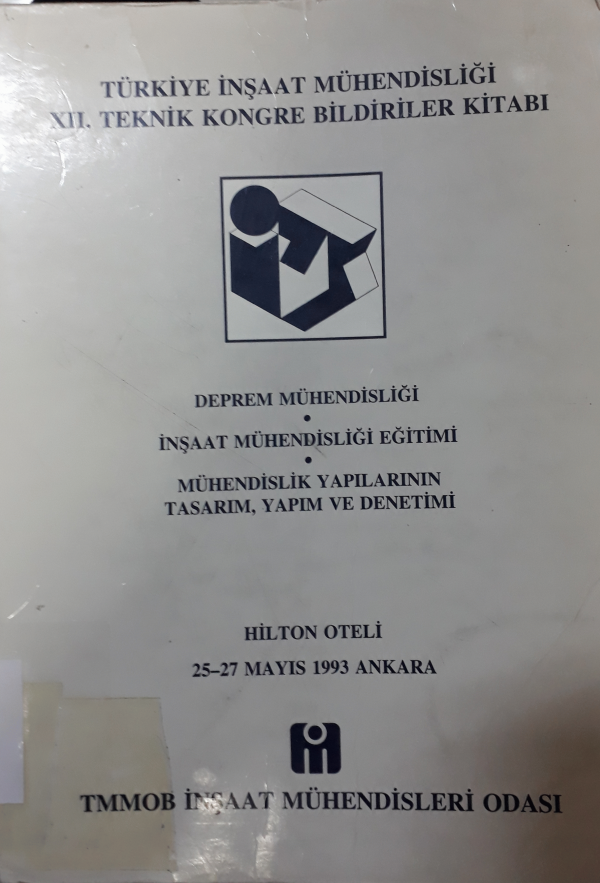 TÜRKİYE İNŞAAT MÜHENDİSLİĞİ
XII. TEKNİK KONGRE BİLDİRİLER KİTABI
DEPREM MÜHENDİSLİĞİ
•
İNŞAAT MÜHENDİSLİĞİ EĞİTİMİ
•
MÜHENDİSLİK YAPILARININ
TASARIM, YAPIM VE DENETİMİ
HİLTON OTELİ
25–27 MAYIS 1993 ANKARA
TMMOB İNŞAAT MÜHENDİSLERİ ODASI